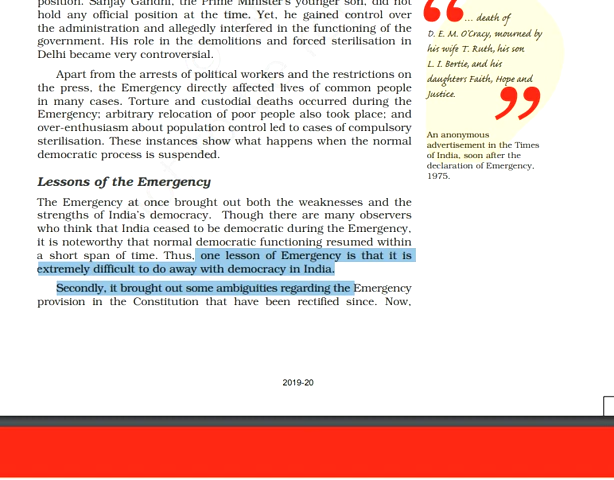 position. Sanjay Gandhi, the Prime Minister's younger son, did not
hold any official position at the time. Yet, he gained control over
the administration and allegedly interfered in the functioning of the
government. His role in the demolitions and forced sterilisation in
Delhi became very controversial.
Apart from the arrests of political workers and the restrictions on
the press, the Emergency directly affected lives of common people
in many cases. Torture and custodial deaths occurred during the
Emergency; arbitrary relocation of poor people also took place; and
over-enthusiasm about population control led to cases of compulsory
sterilisation. These instances show what happens when the normal
democratic process is suspended.
Lessons of the Emergency
The Emergency at once brought out both the weaknesses and the
strengths of India's democracy. Though there are many observers
who think that India ceased to be democratic during the Emergency,
it is noteworthy that normal democratic functioning resumed within
a short span of time. Thus, one lesson of Emergency is that it is
extremely difficult to do away with democracy in India.
Secondly, it brought out some ambiguities regarding the Emergency
provision in the Constitution that have been rectified since. Now,
“... death of
D. E. M. O'Cracy, mourned by
his wife T. Ruth, his son
L. I. Bertie, and his
daughters Faith, Hope and
Justice.”
An anonymous
advertisement in the Times
of India, soon after the
declaration of Emergency,
1975.
2019-20